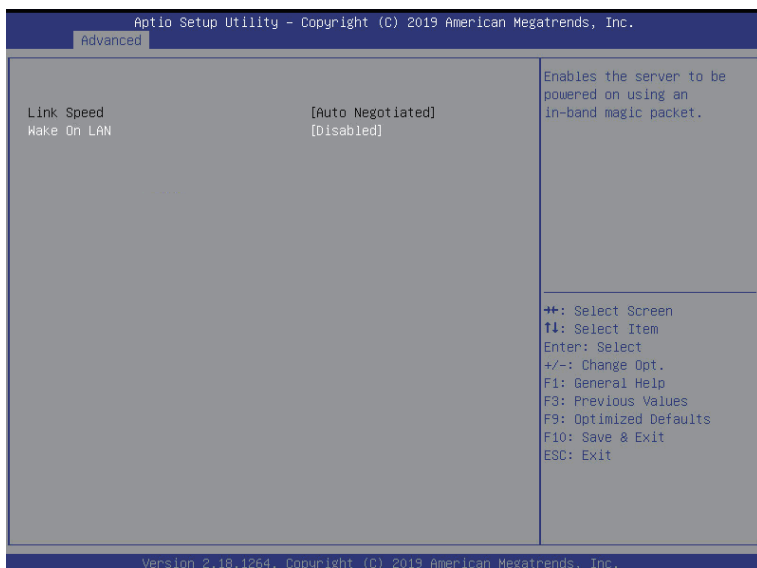 Aptio Setup Utility – Copyright (C) 2019 American Megatrends, Inc.
Advanced
Link Speed [Auto Negotiated]
Wake On LAN [Disabled]
Enables the server to be
powered on using an
in-band magic packet.
→←: Select Screen
↑↓: Select Item
Enter: Select
+/-: Change Opt.
F1: General Help
F3: Previous Values
F9: Optimized Defaults
F10: Save & Exit
ESC: Exit
Version 2.18.1264. Copyright (C) 2019 American Megatrends, Inc.